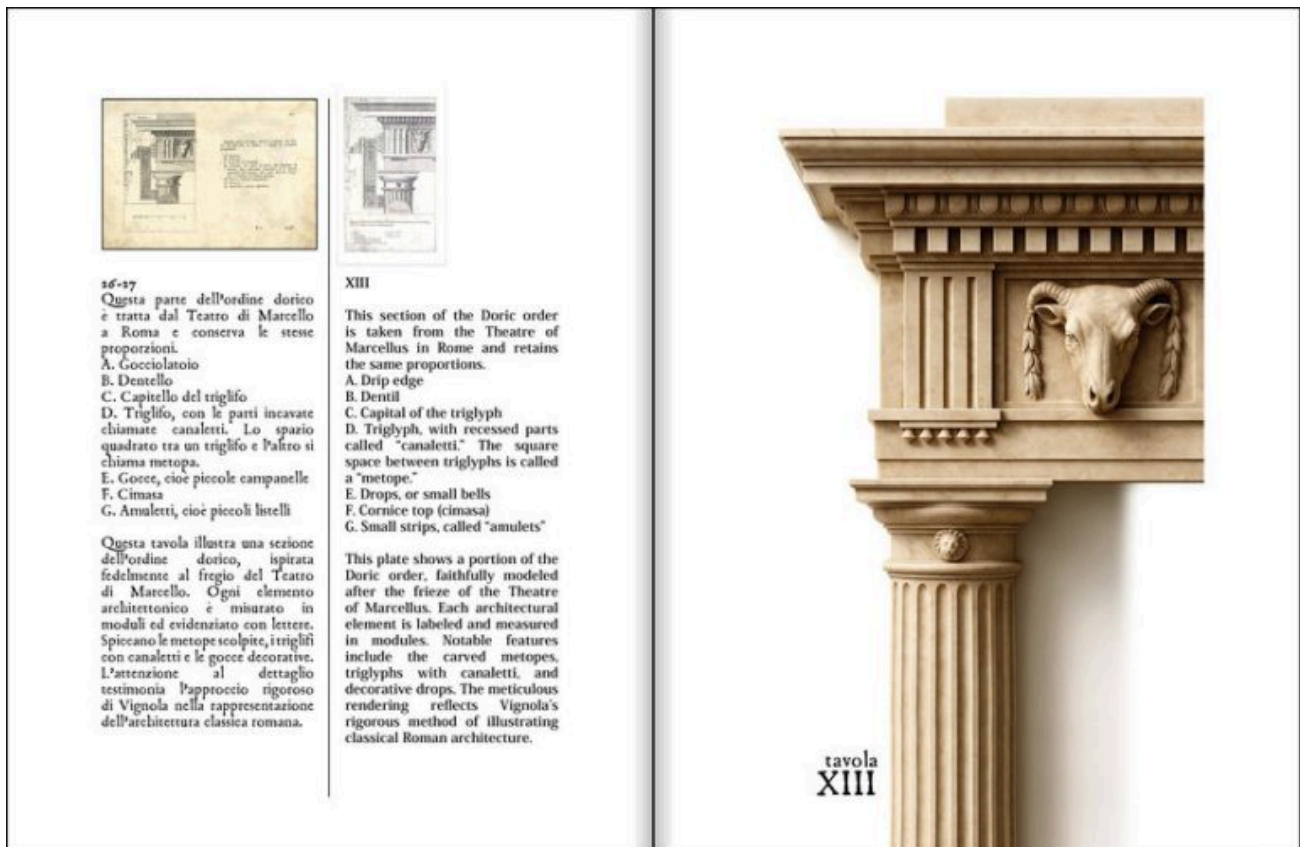 26-27
Questa parte dell'ordine dorico
è tratta dal Teatro di Marcello
a Roma e conserva le stesse
proporzioni.
A. Gocciolatoio
B. Dentello
C. Capitello del triglifo
D. Triglifo, con le parti incavate
chiamate canaletti. Lo spazio
quadrato tra un triglifo e l'altro si
chiama metopa.
E. Gocce, cioè piccole campanelle
F. Cimasa
G. Amuletti, cioè piccoli listelli
Questa tavola illustra una sezione
dell'ordine dorico, ispirata
fedelmente al fregio del Teatro
di Marcello. Ogni elemento
architettonico è misurato in
moduli ed evidenziato con lettere.
Spiccano le metope scolpite, i triglifi
con canaletti e le gocce decorative.
L'attenzione al dettaglio
testimonia l'approccio rigoroso
di Vignola nella rappresentazione
dell'architettura classica romana.
XIII
This section of the Doric order
is taken from the Theatre of
Marcellus in Rome and retains
the same proportions.
A. Drip edge
B. Dentil
C. Capital of the triglyph
D. Triglyph, with recessed parts
called "canaletti." The square
space between triglyphs is called
a "metope."
E. Drops, or small bells
F. Cornice top (cimasa)
G. Small strips, called "amulets"
This plate shows a portion of the
Doric order, faithfully modeled
after the frieze of the Theatre
of Marcellus. Each architectural
element is labeled and measured
in modules. Notable features
include the carved metopes,
triglyphs with canaletti, and
decorative drops. The meticulous
rendering reflects Vignola's
rigorous method of illustrating
classical Roman architecture.
tavola
XIII